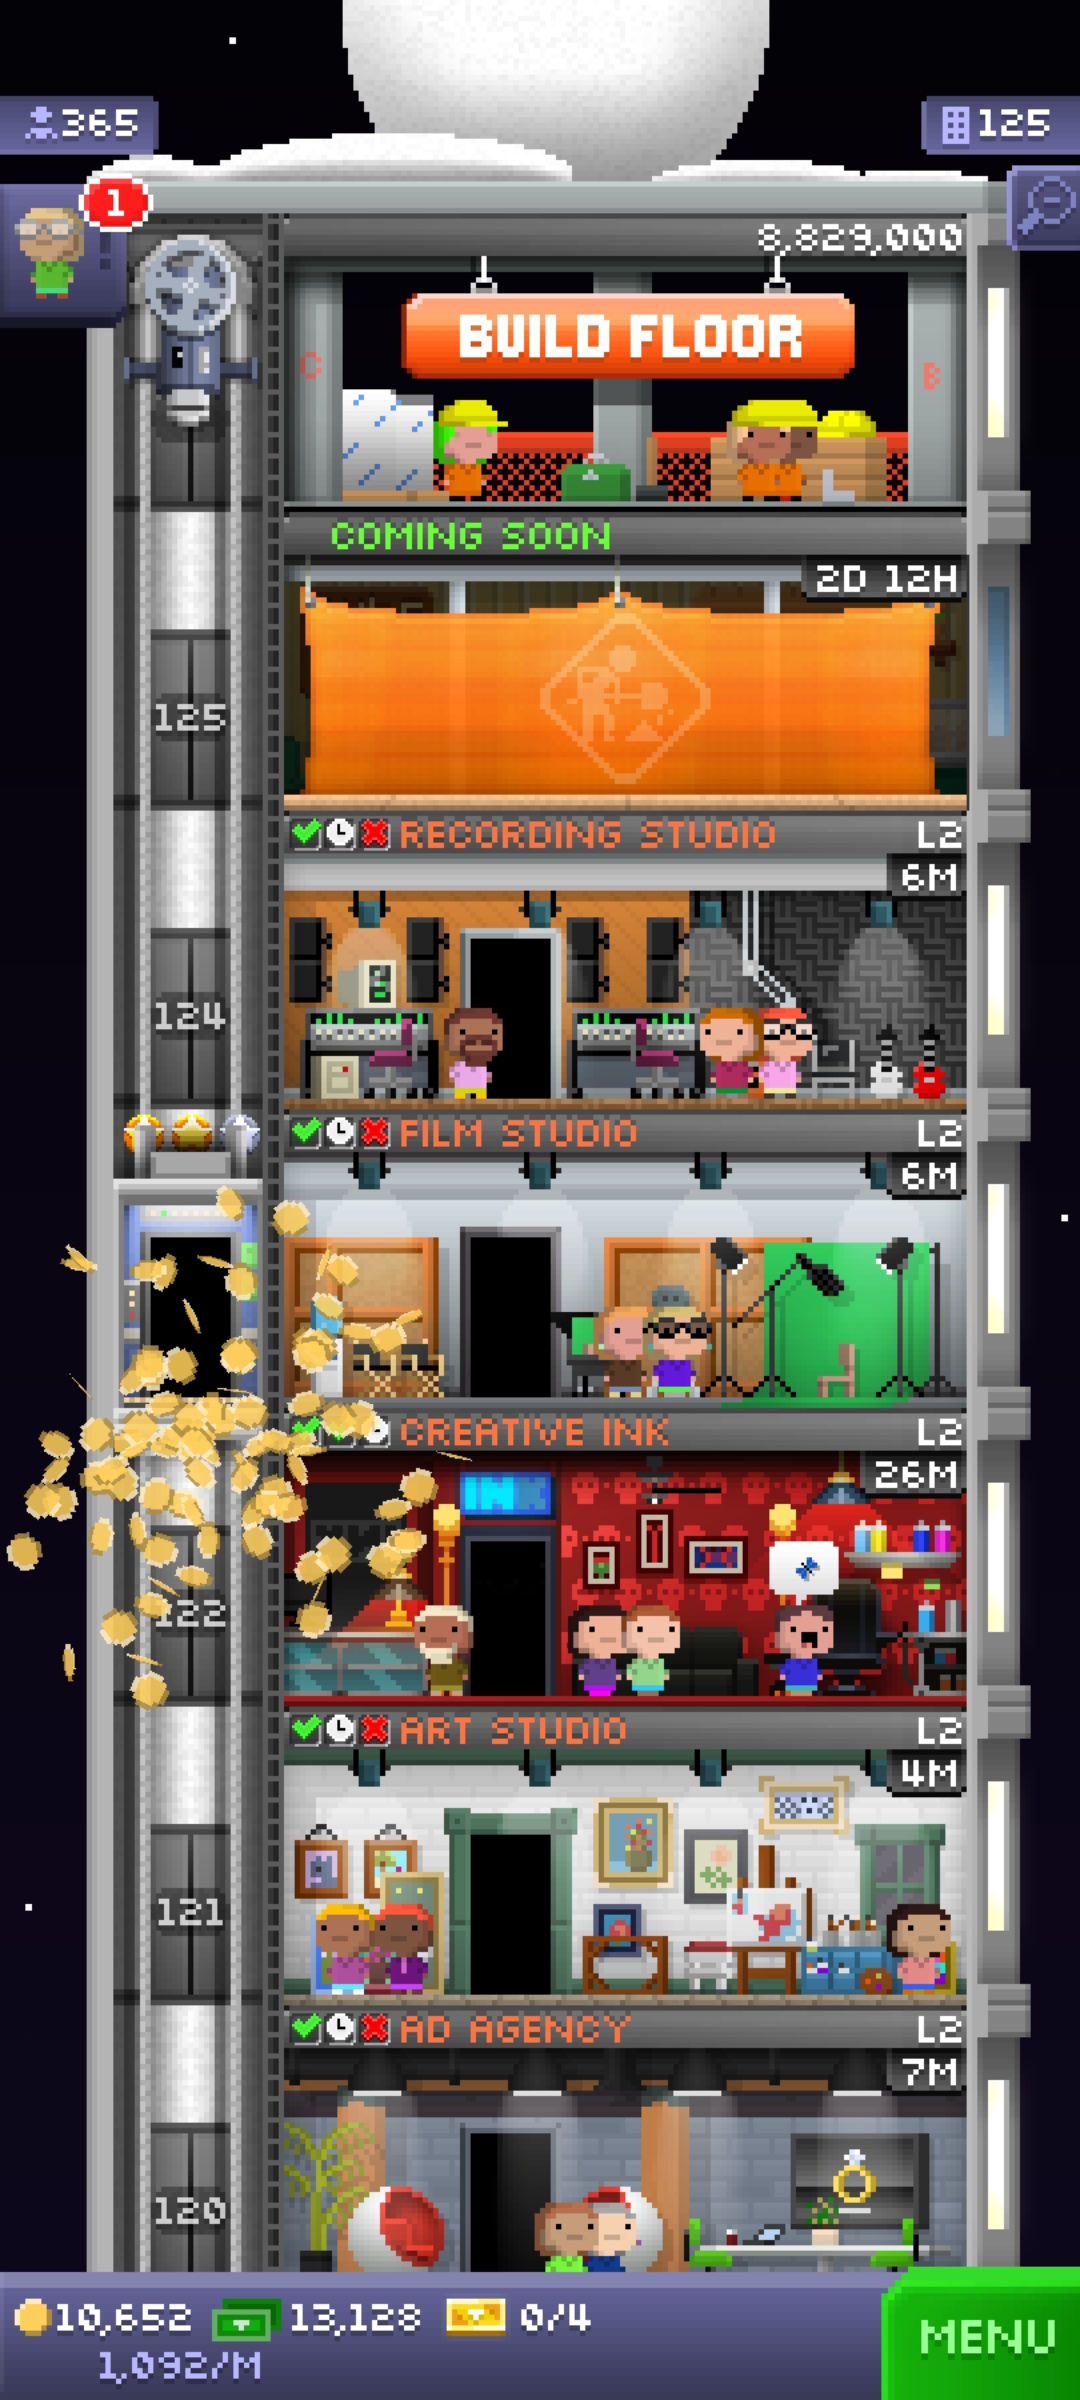 365
125
1
8,829,000
BUILD FLOOR
C
B
COMING SOON
2D 12H
125
RECORDING STUDIO L2
6M
124
FILM STUDIO L2
6M
CREATIVE INK L2
26M
INK
122
ART STUDIO L2
4M
121
AD AGENCY L2
7M
120
10,652 13,128 0/4
1,092/M
MENU